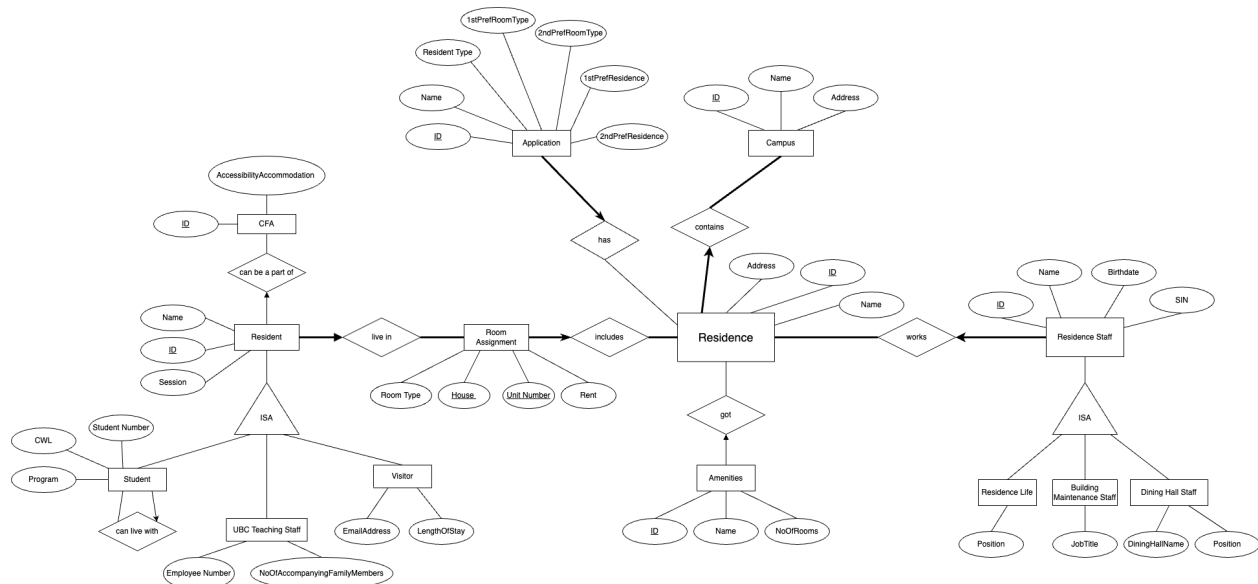 1stPrefRoomType
2ndPrefRoomType
Resident Type
1stPrefResidence
Name
Name
ID
Address
ID
Application
2ndPrefResidence
Campus
AccessibilityAccommodation
ID
CFA
has
contains
can be a part of
Address
ID
Name
Name
Birthdate
ID
SIN
Name
Resident
live in
Room
Assignment
includes
Residence
works
Residence Staff
ID
Session
Room Type
House
Unit Number
Rent
ISA
got
ISA
Student Number
CWL
Program
Student
Visitor
Amenities
Residence Life
Building
Maintenance Staff
Dining Hall Staff
can live with
UBC Teaching Staff
EmailAddress
LengthOfStay
ID
Name
NoOfRooms
Position
JobTitle
DiningHallName
Position
Employee Number
NoOfAccompanyingFamilyMembers